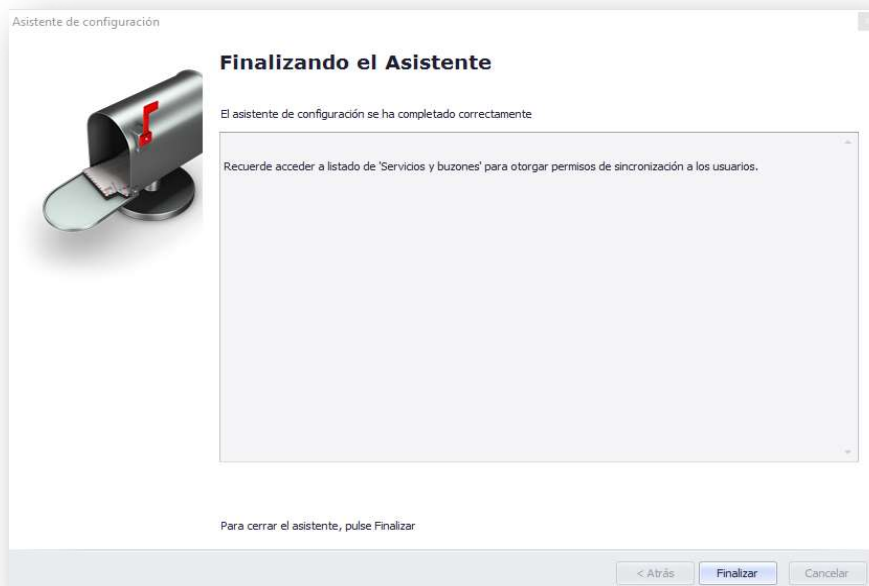 Asistente de configuración
Finalizando el Asistente
El asistente de configuración se ha completado correctamente
Recuerde acceder a listado de 'Servicios y buzones' para otorgar permisos de sincronización a los usuarios.
Para cerrar el asistente, pulse Finalizar
< Atrás
Finalizar
Cancelar